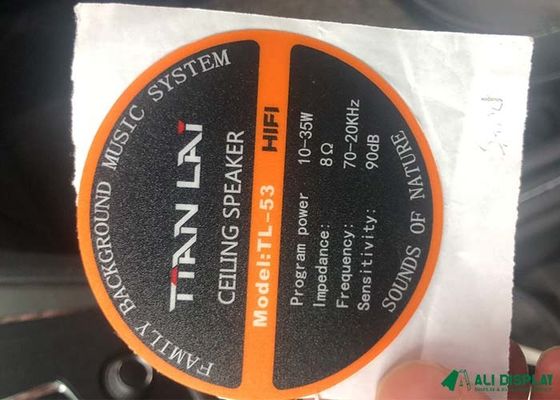 FAMILY BACKGROUND MUSIC SYSTEM
TIAN LAI
CEILING SPEAKER
Model:TL-53 HIFI
Program power 10-35W
Impedance: 8Ω
Frequency: 70-20KHz
Sensitivity: 90dB
SOUNDS OF NATURE
ALI DISPLAY